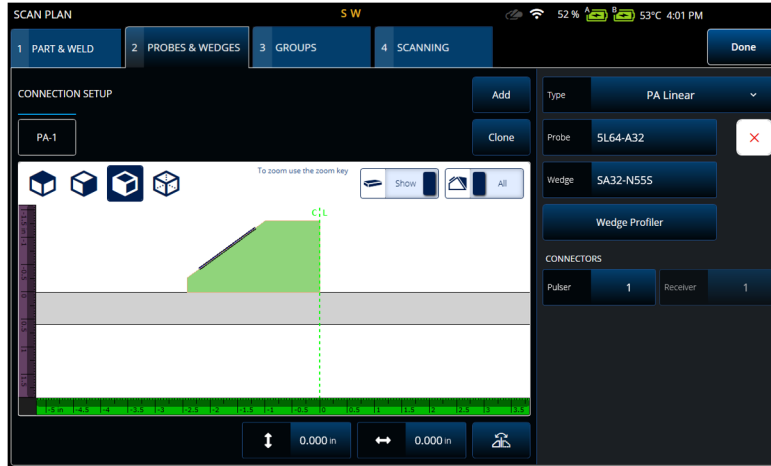 SCAN PLAN S W 52 % A B 53°C 4:01 PM
1 PART & WELD 2 PROBES & WEDGES 3 GROUPS 4 SCANNING Done
CONNECTION SETUP Add
PA-1 Clone
To zoom use the zoom key Show All
C L
-5 in -4.5 -4 -3.5 -3 -2.5 -2 -1.5 -1 -0.5 0 0.5 1 1.5 2 2.5 3 3.5
0.000 in 0.000 in
Type PA Linear
Probe 5L64-A32
Wedge SA32-N55S
Wedge Profiler
CONNECTORS
Pulser 1 Receiver 1